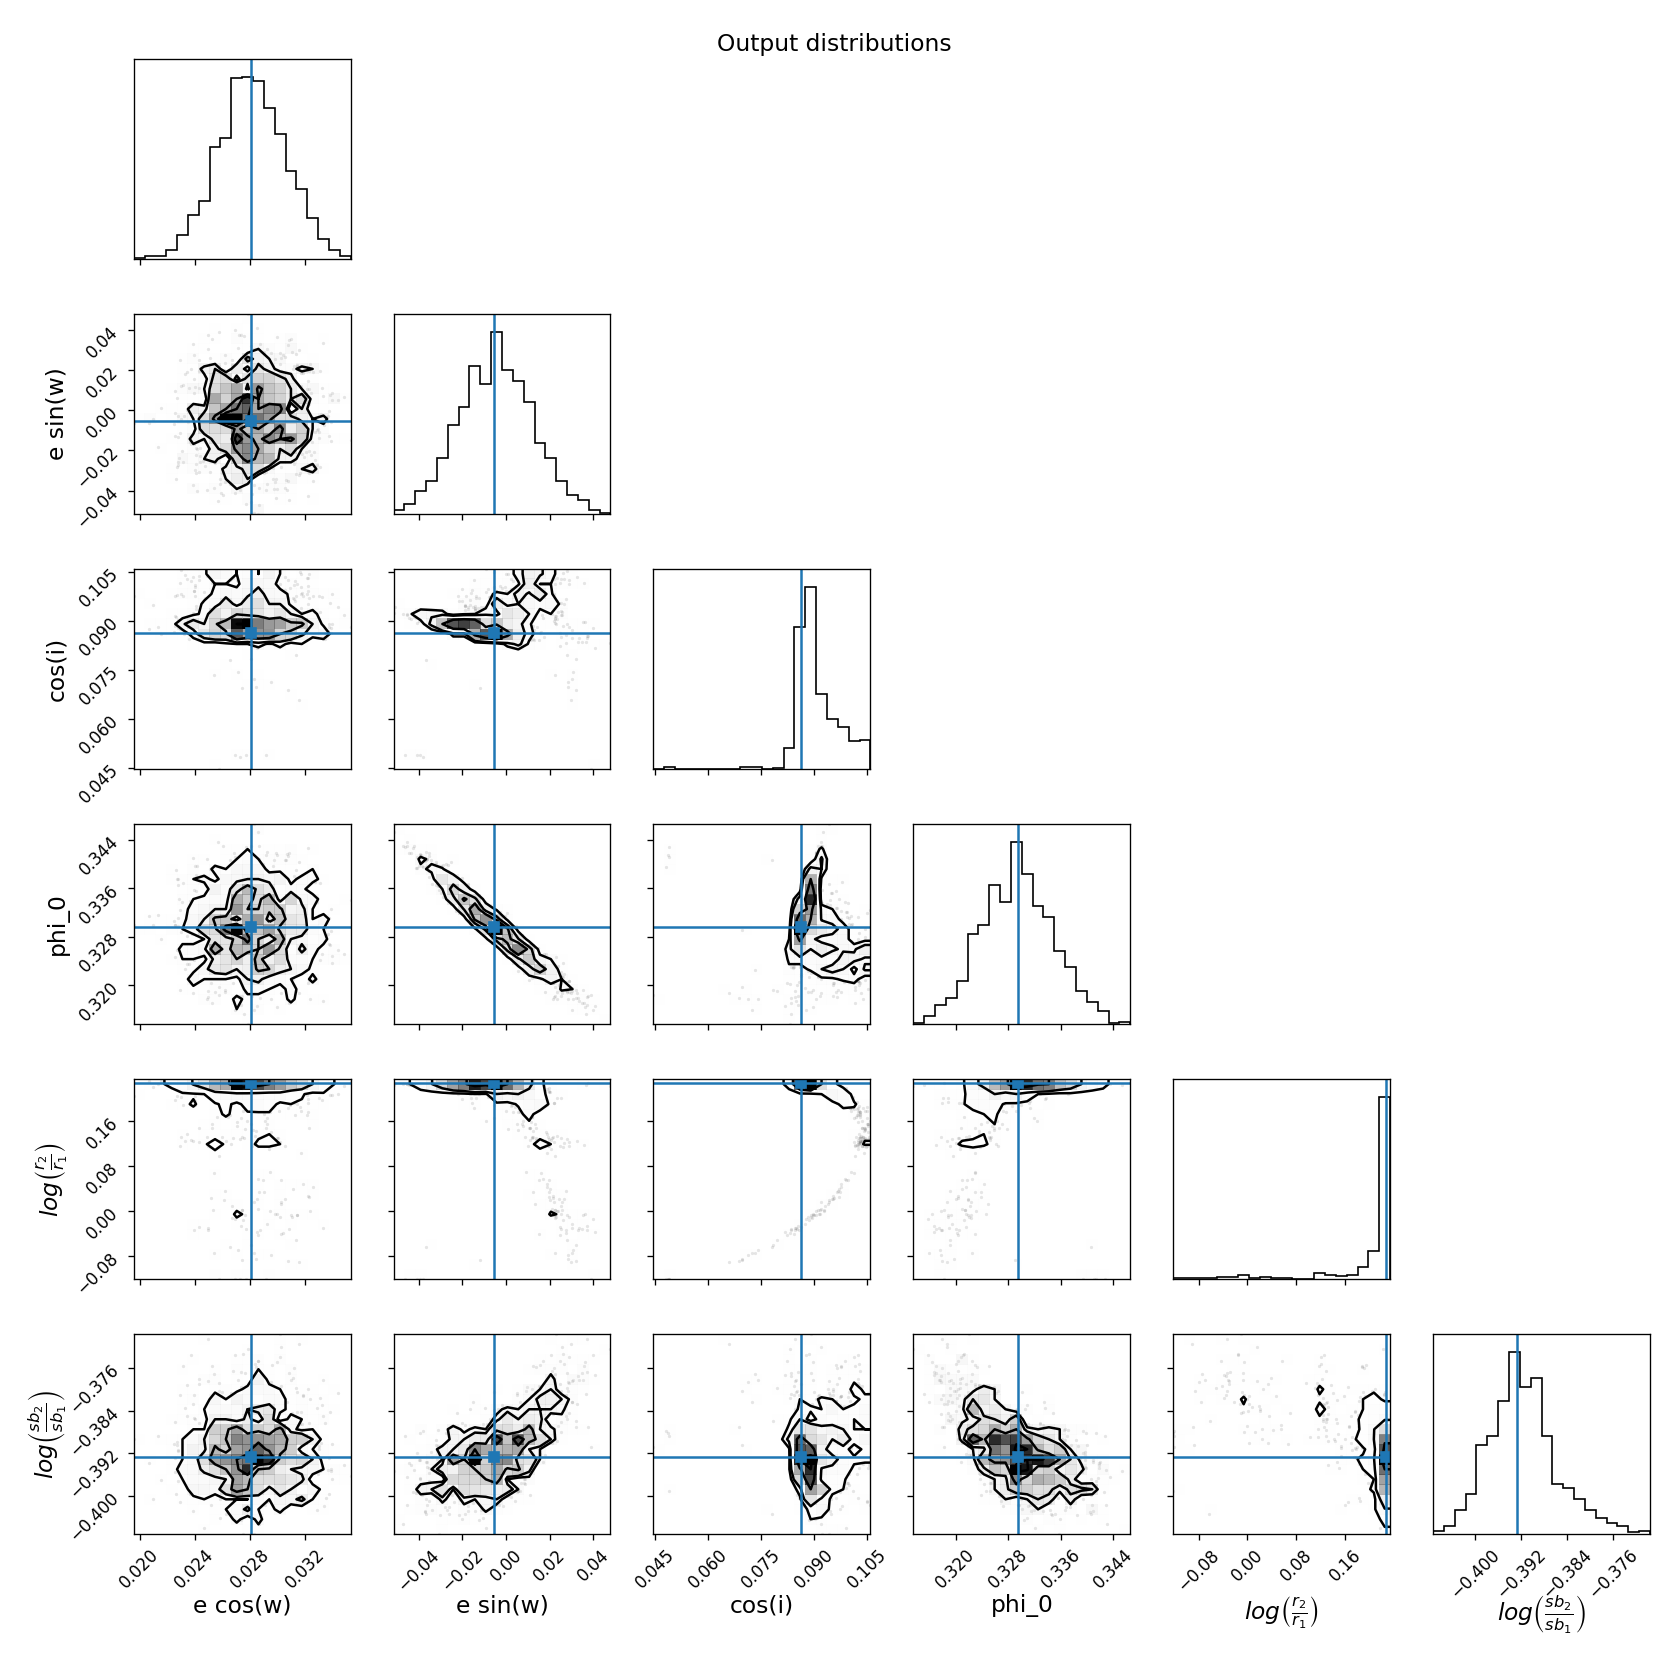 Output distributions
0.04
0.02
0.00
−0.02
−0.04
e sin(w)
0.105
0.090
0.075
0.060
0.045
cos(i)
0.344
0.336
0.328
0.320
phi_0
0.16
0.08
0.00
−0.08
log(r₂/r₁)
−0.376
−0.384
−0.392
−0.400
log(sb₂/sb₁)
0.020 0.024 0.028 0.032
−0.04 −0.02 0.00 0.02 0.04
0.045 0.060 0.075 0.090 0.105
0.320 0.328 0.336 0.344
−0.08 0.00 0.08 0.16
−0.400 −0.392 −0.384 −0.376
e cos(w)
e sin(w)
cos(i)
phi_0
log(r₂/r₁)
log(sb₂/sb₁)